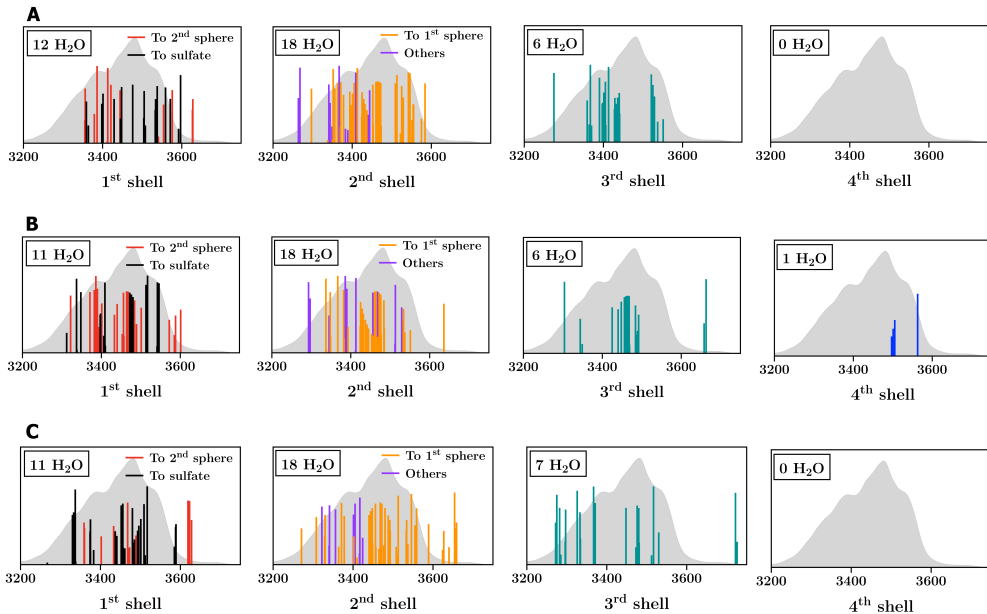 A
12 H₂O
To 2ⁿᵈ sphere
To sulfate
3200 3400 3600
1ˢᵗ shell
18 H₂O
To 1ˢᵗ sphere
Others
3200 3400 3600
2ⁿᵈ shell
6 H₂O
3200 3400 3600
3ʳᵈ shell
0 H₂O
3200 3400 3600
4ᵗʰ shell
B
11 H₂O
To 2ⁿᵈ sphere
To sulfate
3200 3400 3600
1ˢᵗ shell
18 H₂O
To 1ˢᵗ sphere
Others
3200 3400 3600
2ⁿᵈ shell
6 H₂O
3200 3400 3600
3ʳᵈ shell
1 H₂O
3200 3400 3600
4ᵗʰ shell
C
11 H₂O
To 2ⁿᵈ sphere
To sulfate
3200 3400 3600
1ˢᵗ shell
18 H₂O
To 1ˢᵗ sphere
Others
3200 3400 3600
2ⁿᵈ shell
7 H₂O
3200 3400 3600
3ʳᵈ shell
0 H₂O
3200 3400 3600
4ᵗʰ shell